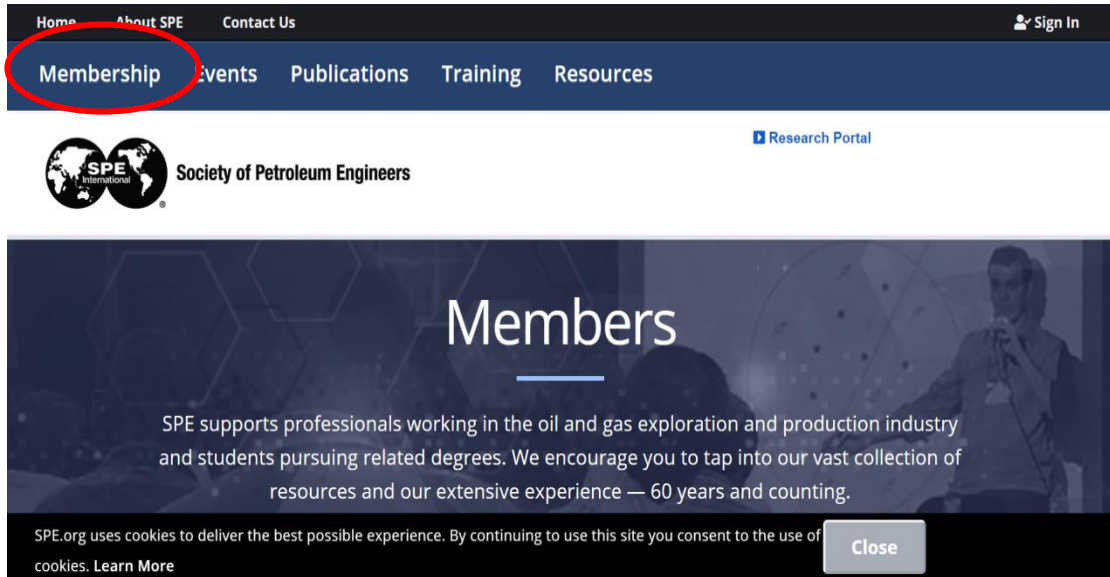 Home About SPE Contact Us Sign In
Membership Events Publications Training Resources
Research Portal
SPE
International
Society of Petroleum Engineers
®
Members
SPE supports professionals working in the oil and gas exploration and production industry
and students pursuing related degrees. We encourage you to tap into our vast collection of
resources and our extensive experience — 60 years and counting.
SPE.org uses cookies to deliver the best possible experience. By continuing to use this site you consent to the use of
cookies. Learn More
Close